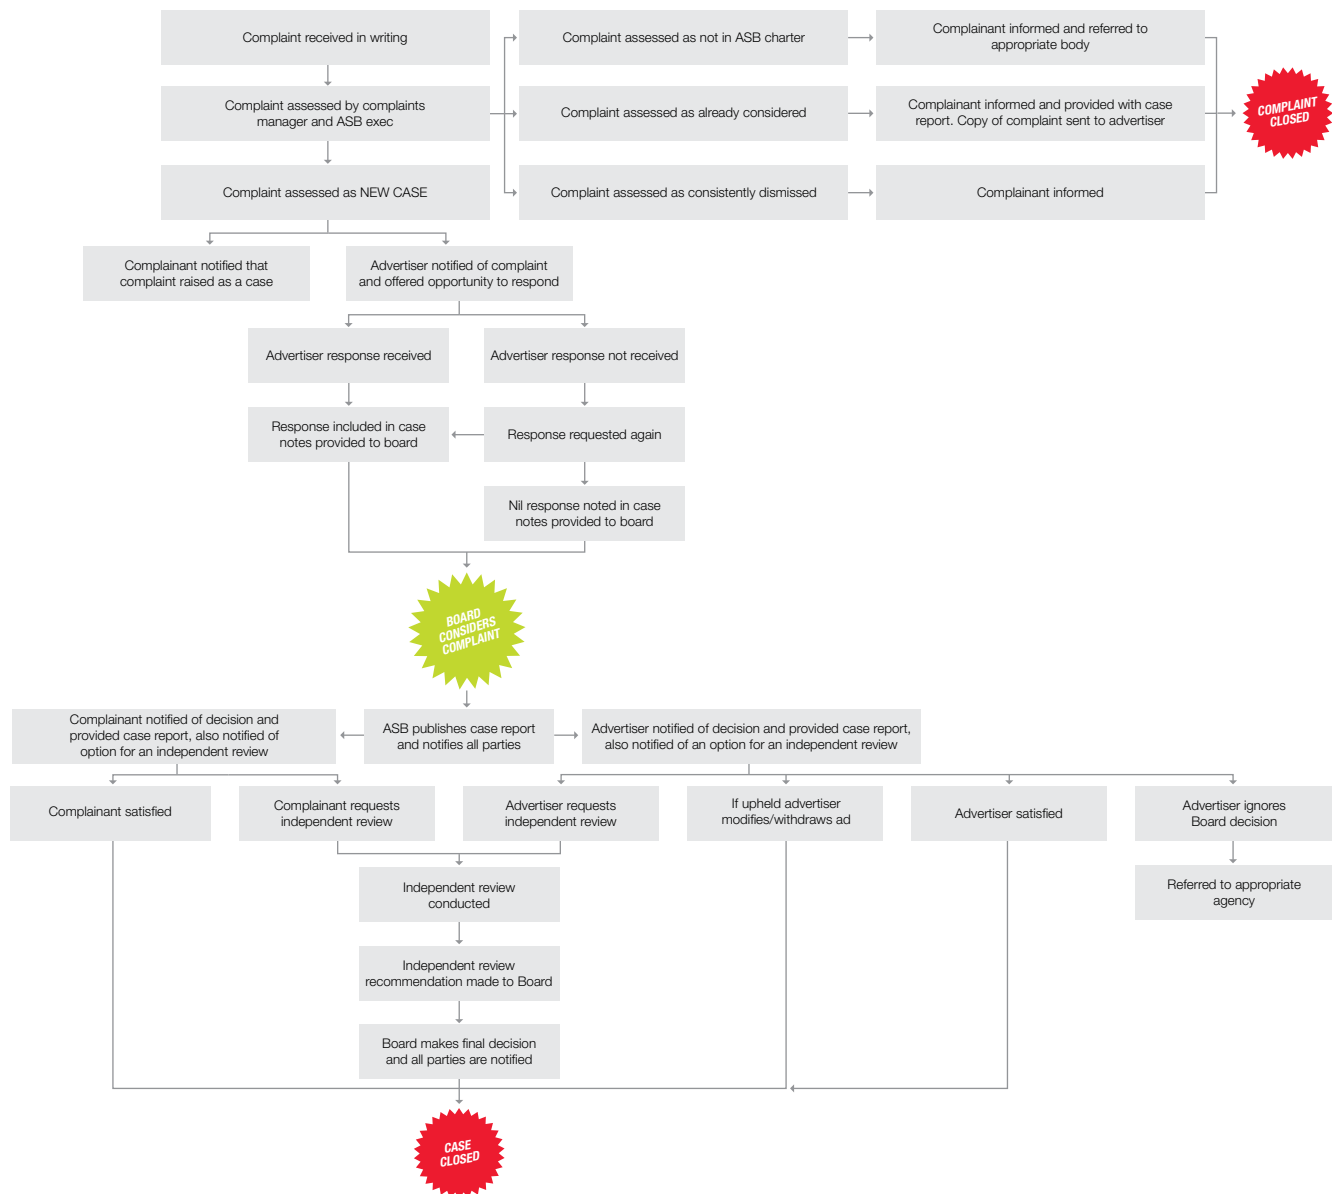 Complaint received in writing
Complaint assessed as not in ASB charter
Complainant informed and referred to
appropriate body
Complaint assessed by complaints
manager and ASB exec
Complaint assessed as already considered
Complainant informed and provided with case
report. Copy of complaint sent to advertiser
COMPLAINT
CLOSED
Complaint assessed as NEW CASE
Complaint assessed as consistently dismissed
Complainant informed
Complainant notified that
complaint raised as a case
Advertiser notified of complaint
and offered opportunity to respond
Advertiser response received
Advertiser response not received
Response included in case
notes provided to board
Response requested again
Nil response noted in case
notes provided to board
BOARD
CONSIDERS
COMPLAINT
Complainant notified of decision and
provided case report, also notified of
option for an independent review
ASB publishes case report
and notifies all parties
Advertiser notified of decision and provided case report,
also notified of an option for an independent review
Complainant satisfied
Complainant requests
independent review
Advertiser requests
independent review
If upheld advertiser
modifies/withdraws ad
Advertiser satisfied
Advertiser ignores
Board decision
Independent review
conducted
Referred to appropriate
agency
Independent review
recommendation made to Board
Board makes final decision
and all parties are notified
CASE
CLOSED